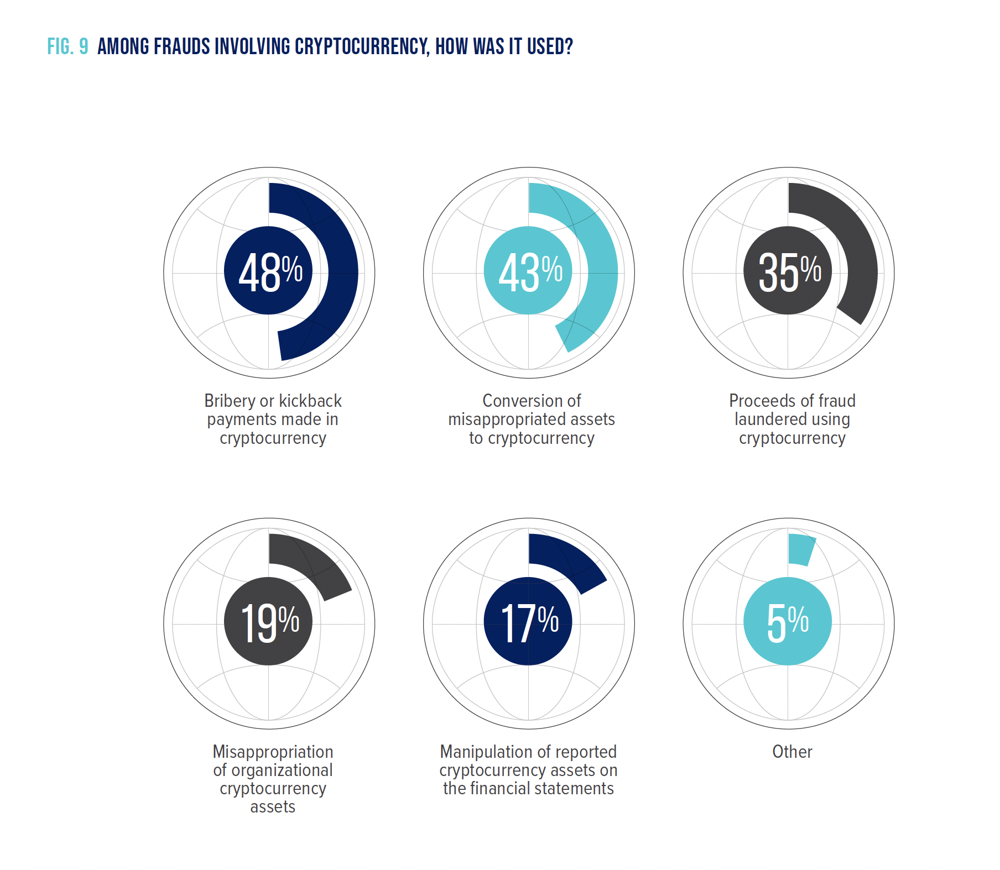 FIG. 9 AMONG FRAUDS INVOLVING CRYPTOCURRENCY, HOW WAS IT USED?
48%
Bribery or kickback
payments made in
cryptocurrency
43%
Conversion of
misappropriated assets
to cryptocurrency
35%
Proceeds of fraud
laundered using
cryptocurrency
19%
Misappropriation
of organizational
cryptocurrency
assets
17%
Manipulation of reported
cryptocurrency assets on
the financial statements
5%
Other